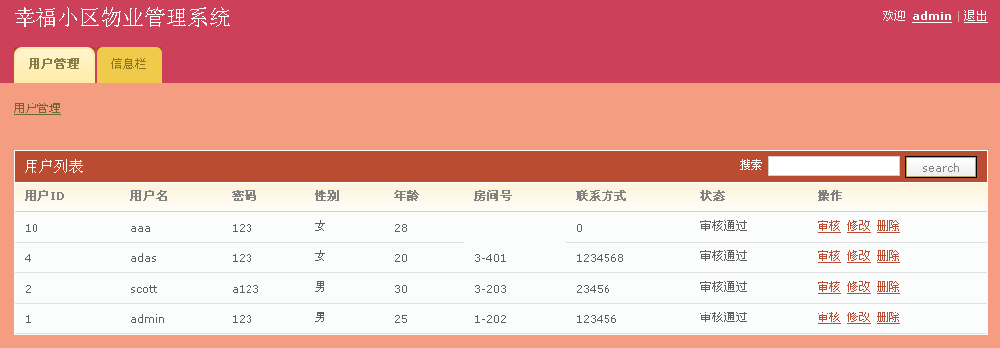 幸福小区物业管理系统
欢迎 admin | 退出
用户管理 信息栏
用户管理
用户列表 搜索 search
用户ID 用户名 密码 性别 年龄 房间号 联系方式 状态 操作
10 aaa 123 女 28 0 审核通过 审核 修改 删除
4 adas 123 女 20 3-401 1234568 审核通过 审核 修改 删除
2 scott a123 男 30 3-203 23456 审核通过 审核 修改 删除
1 admin 123 男 25 1-202 123456 审核通过 审核 修改 删除